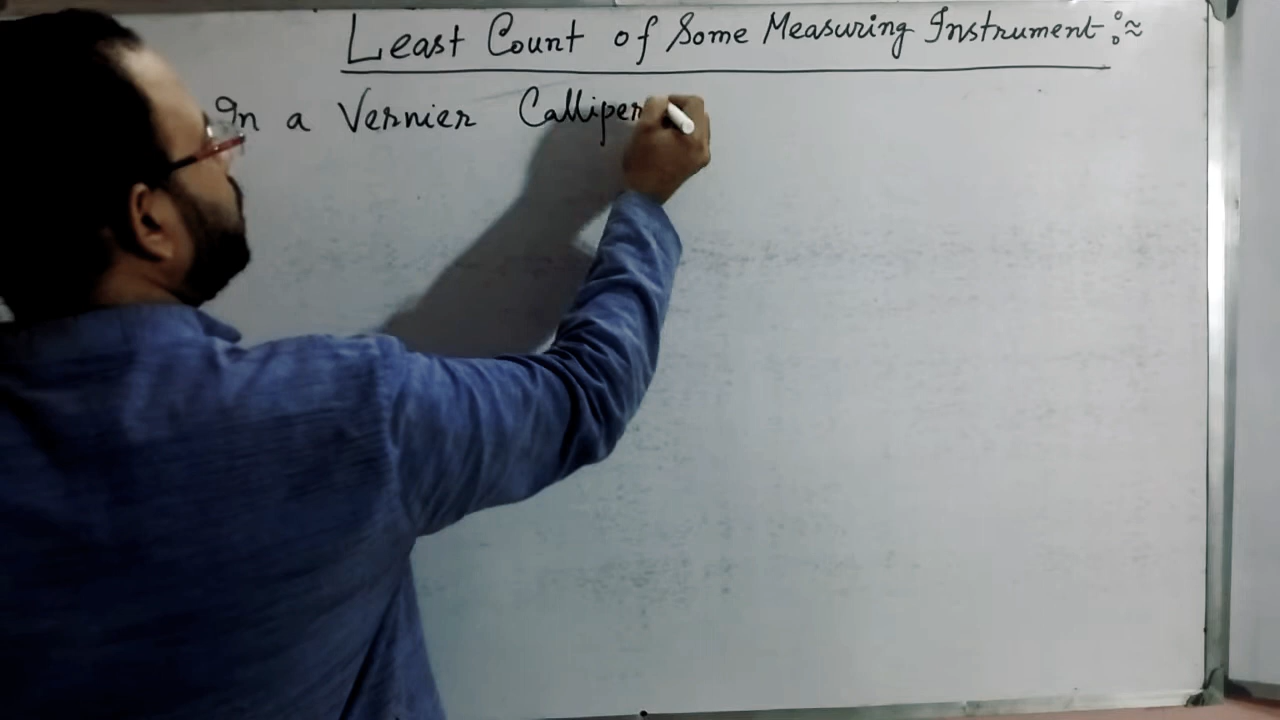 Least Count of Some Measuring Instrument :~
In a Vernier Calliper